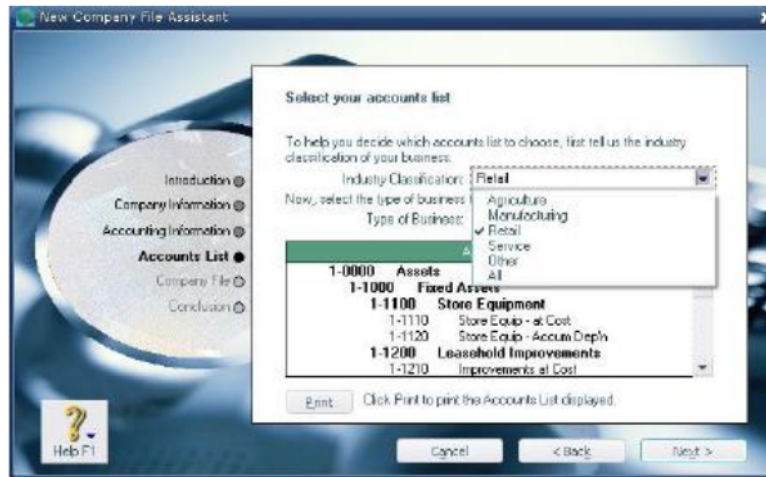 New Company File Assistant
Select your accounts list
To help you decide which accounts list to choose, first tell us the industry
classification of your business.
Industry Classification: Retail
Now, select the type of business
Type of Business:
Agriculture
Manufacturing
Retail
Service
Other
All
Introduction
Company Information
Accounting Information
Accounts List
Company File
Conclusion
1-0000 Assets
1-1000 Fixed Assets
1-1100 Store Equipment
1-1110 Store Equip - at Cost
1-1120 Store Equip - Accum Dep'n
1-1200 Leasehold Improvements
1-1210 Improvements at Cost
Print
Click Print to print the Accounts List displayed.
Help F1
Cancel
< Back
Next >